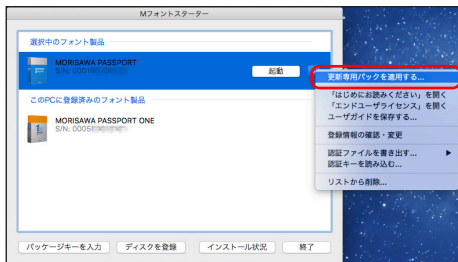 Mフォントスターター
選択中のフォント製品
MORISAWA PASSPORT
S/N: 0001
起動
更新専用パックを適用する...
「はじめにお読みください」を開く
「エンドユーザライセンス」を開く
ユーザガイドを保存する...
登録情報の確認・変更
認証ファイルを書き出す...
認証キーを読み込む...
リストから削除...
このPCに登録済みのフォント製品
MORISAWA PASSPORT ONE
S/N: 0005
パッケージキーを入力
ディスクを登録
インストール状況
終了